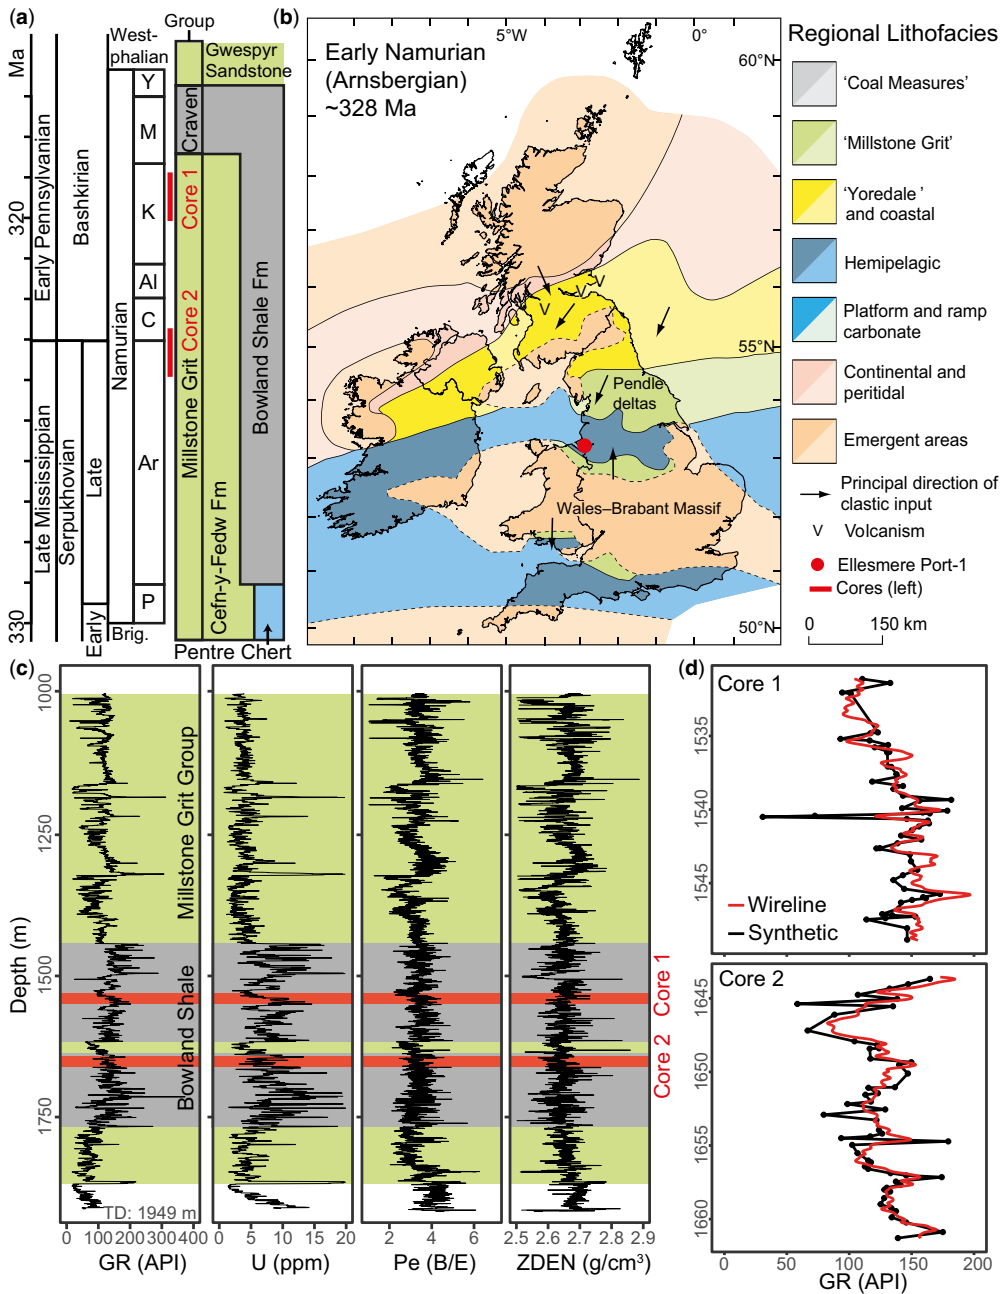 (a)
Ma
320
330
Early Pennsylvanian
Late Mississippian
Bashkirian
Serpukhovian
Late
Early
Namurian
West-
phalian
Brig.
Y
M
K
Al
C
Ar
P
Group
Gwespyr
Sandstone
Craven
Core 1
Core 2
Millstone Grit
Cefn-y-Fedw Fm
Bowland Shale Fm
Pentre Chert
(b)
5°W
0°
60°N
55°N
50°N
Early Namurian
(Arnsbergian)
~328 Ma
V
V
V
Pendle
deltas
Wales–Brabant Massif
Regional Lithofacies
'Coal Measures'
'Millstone Grit'
'Yoredale'
and coastal
Hemipelagic
Platform and ramp
carbonate
Continental and
peritidal
Emergent areas
Principal direction of
clastic input
V Volcanism
Ellesmere Port-1
Cores (left)
0 150 km
(c)
Depth (m)
1000
1250
1500
1750
Millstone Grit Group
Bowland Shale
Core 1
Core 2
TD: 1949 m
0 100 200 300 400
GR (API)
0 5 10 15 20
U (ppm)
2 4 6 8
Pe (B/E)
2.5 2.6 2.7 2.8 2.9
ZDEN (g/cm³)
(d)
Core 1
1535
1540
1545
Wireline
Synthetic
Core 2
1645
1650
1655
1660
0 50 100 150 200
GR (API)